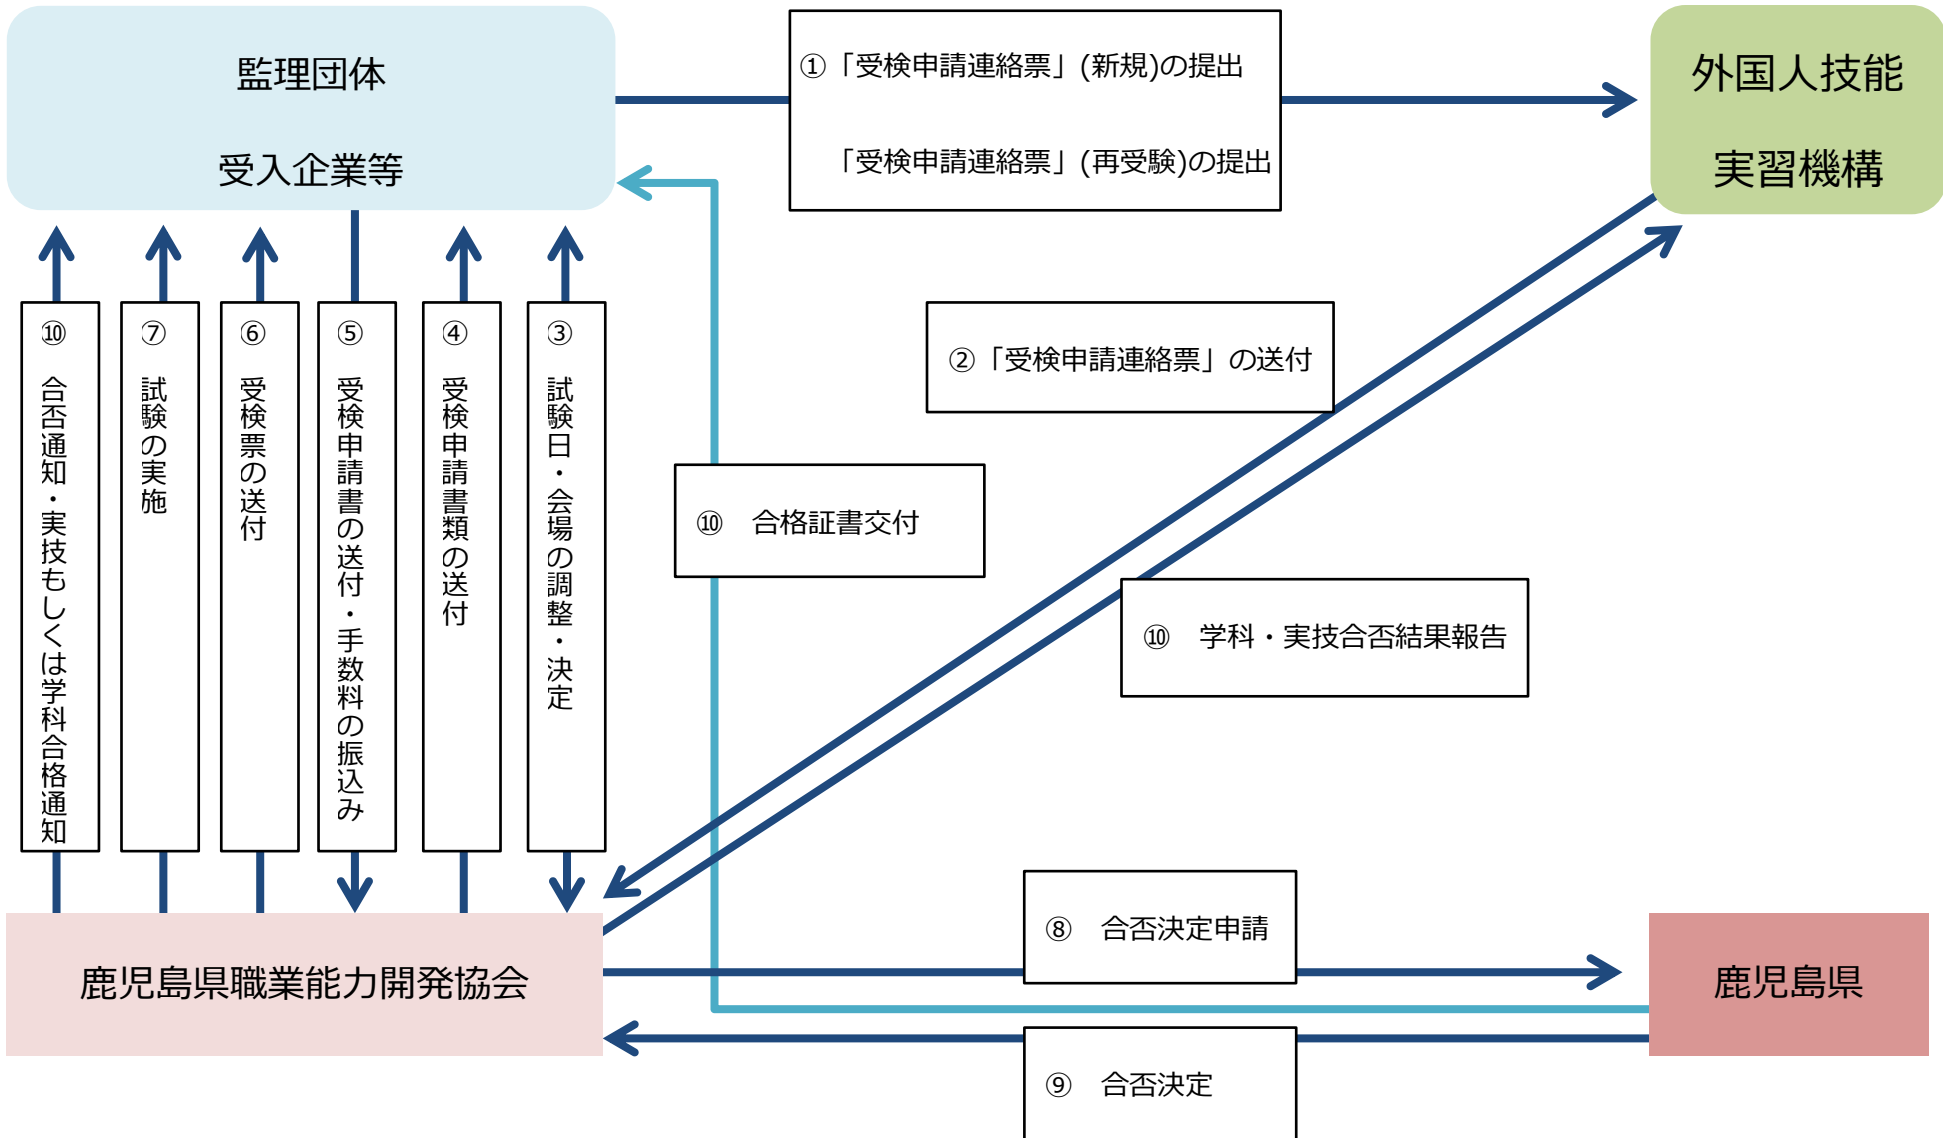 監理団体
受入企業等
①「受検申請連絡票」(新規)の提出
「受検申請連絡票」(再受験)の提出
外国人技能
実習機構
⑩ 合否通知・実技もしくは学科合格通知
⑦ 試験の実施
⑥ 受検票の送付
⑤ 受検申請書の送付・手数料の振込み
④ 受検申請書類の送付
③ 試験日・会場の調整・決定
②「受検申請連絡票」の送付
⑩ 合格証書交付
⑩ 学科・実技合否結果報告
⑧ 合否決定申請
鹿児島県職業能力開発協会
鹿児島県
⑨ 合否決定